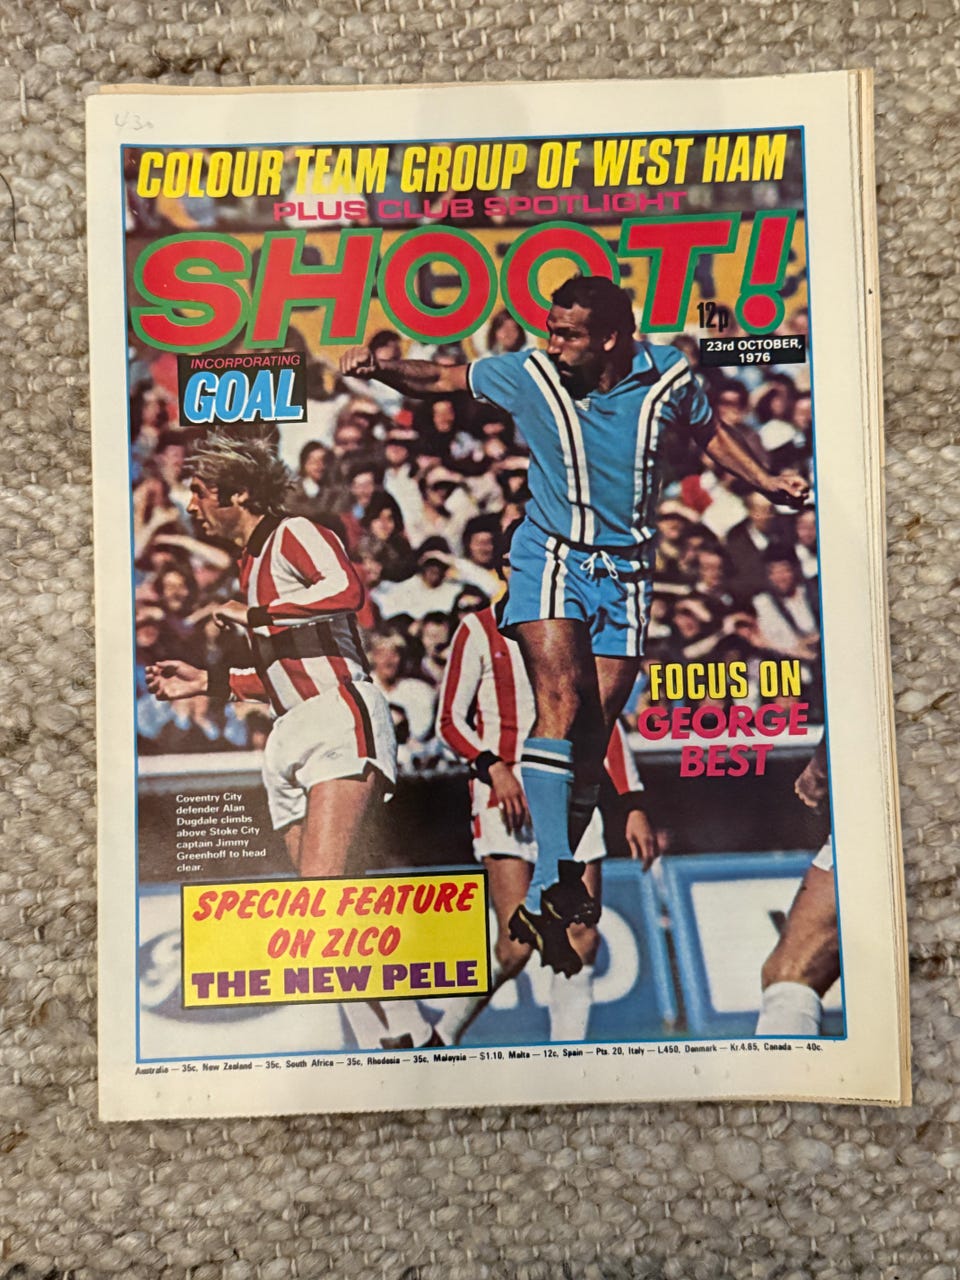 430
COLOUR TEAM GROUP OF WEST HAM
PLUS CLUB SPOTLIGHT
SHOOT!
12p
23rd OCTOBER,
1976
INCORPORATING
GOAL
FOCUS ON
GEORGE
BEST
Coventry City
defender Alan
Dugdale climbs
above Stoke City
captain Jimmy
Greenhoff to head
clear.
SPECIAL FEATURE
ON ZICO
THE NEW PELE
Australia — 35c, New Zealand — 35c, South Africa — 35c, Rhodesia — 35c, Malaysia — $1.10, Malta — 12c, Spain — Pts. 20, Italy — L450, Denmark — Kr.4.85, Canada — 40c.